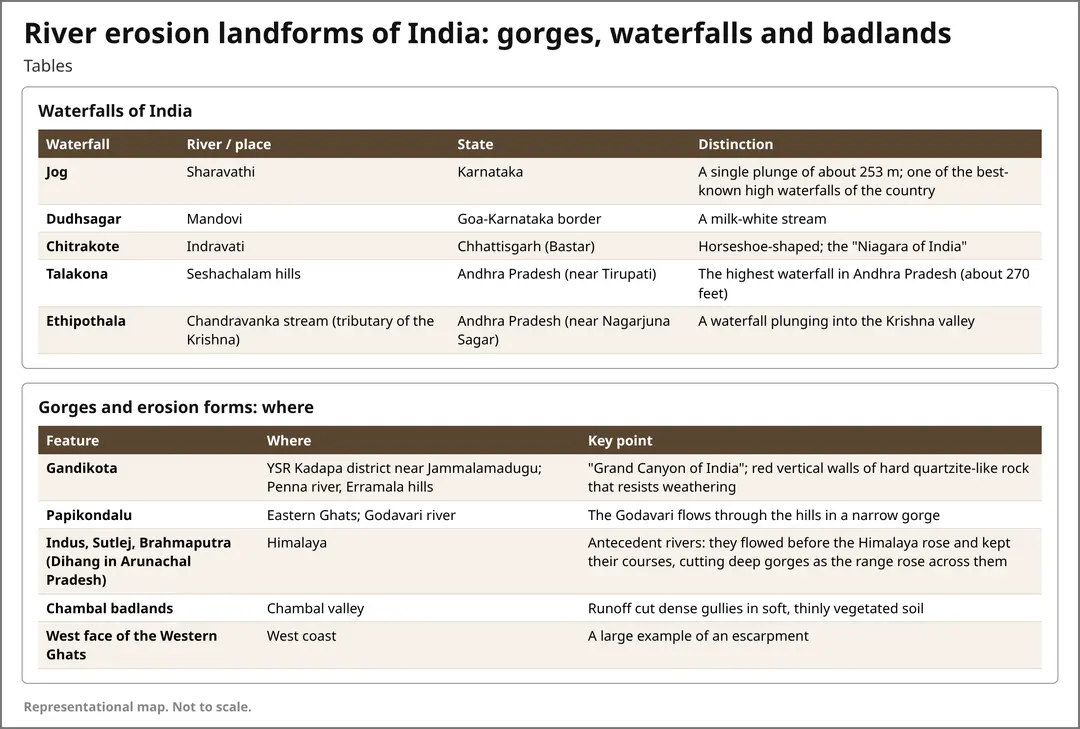 River erosion landforms of India: gorges, waterfalls and badlands
Tables
Waterfalls of India
Waterfall River / place State Distinction
Jog Sharavathi Karnataka A single plunge of about 253 m; one of the best-
known high waterfalls of the country
Dudhsagar Mandovi Goa-Karnataka border A milk-white stream
Chitrakote Indravati Chhattisgarh (Bastar) Horseshoe-shaped; the "Niagara of India"
Talakona Seshachalam hills Andhra Pradesh (near Tirupati) The highest waterfall in Andhra Pradesh (about 270
feet)
Ethipothala Chandravanka stream (tributary of the Andhra Pradesh (near Nagarjuna A waterfall plunging into the Krishna valley
Krishna) Sagar)
Gorges and erosion forms: where
Feature Where Key point
Gandikota YSR Kadapa district near Jammalamadugu; "Grand Canyon of India"; red vertical walls of hard quartzite-like rock
Penna river, Erramala hills that resists weathering
Papikondalu Eastern Ghats; Godavari river The Godavari flows through the hills in a narrow gorge
Indus, Sutlej, Brahmaputra Himalaya Antecedent rivers: they flowed before the Himalaya rose and kept
(Dihang in Arunachal their courses, cutting deep gorges as the range rose across them
Pradesh)
Chambal badlands Chambal valley Runoff cut dense gullies in soft, thinly vegetated soil
West face of the Western West coast A large example of an escarpment
Ghats
Representational map. Not to scale.